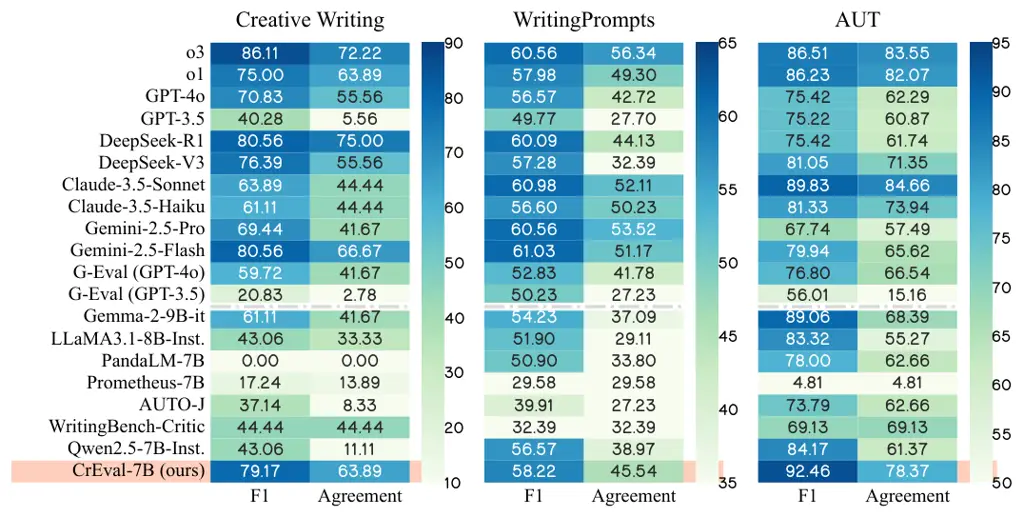 Creative Writing WritingPrompts AUT
o3 86.11 72.22 60.56 56.34 86.51 83.55
o1 75.00 63.89 57.98 49.30 86.23 82.07
GPT-4o 70.83 55.56 56.57 42.72 75.42 62.29
GPT-3.5 40.28 5.56 49.77 27.70 75.22 60.87
DeepSeek-R1 80.56 75.00 60.09 44.13 75.42 61.74
DeepSeek-V3 76.39 55.56 57.28 32.39 81.05 71.35
Claude-3.5-Sonnet 63.89 44.44 60.98 52.11 89.83 84.66
Claude-3.5-Haiku 61.11 44.44 56.60 50.23 81.33 73.94
Gemini-2.5-Pro 69.44 41.67 60.56 53.52 67.74 57.49
Gemini-2.5-Flash 80.56 66.67 61.03 51.17 79.94 65.62
G-Eval (GPT-4o) 59.72 41.67 52.83 41.78 76.80 66.54
G-Eval (GPT-3.5) 20.83 2.78 50.23 27.23 56.01 15.16
Gemma-2-9B-it 61.11 41.67 54.23 37.09 89.06 68.39
LLaMA3.1-8B-Inst. 43.06 33.33 51.90 29.11 83.32 55.27
PandaLM-7B 0.00 0.00 50.90 33.80 78.00 62.66
Prometheus-7B 17.24 13.89 29.58 29.58 4.81 4.81
AUTO-J 37.14 8.33 39.91 27.23 73.79 62.66
WritingBench-Critic 44.44 44.44 32.39 32.39 69.13 69.13
Qwen2.5-7B-Inst. 43.06 11.11 56.57 38.97 84.17 61.37
CrEval-7B (ours) 79.17 63.89 58.22 45.54 92.46 78.37
F1 Agreement F1 Agreement F1 Agreement
90
80
70
60
50
40
30
20
10
65
60
55
50
45
40
35
95
90
85
80
75
70
65
60
55
50